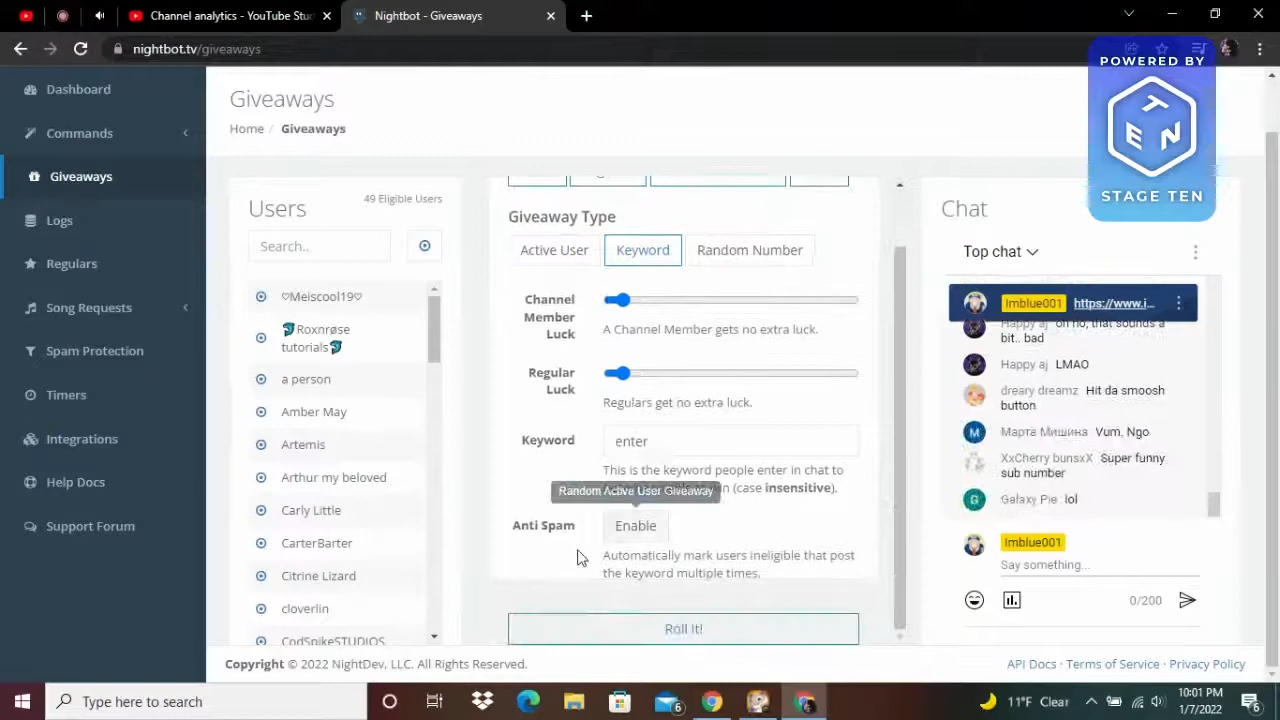 Channel analytics - YouTube Stu
Nightbot - Giveaways
nightbot.tv/giveaways
POWERED BY
TEN
STAGE TEN
Dashboard
Commands
Giveaways
Logs
Regulars
Song Requests
Spam Protection
Timers
Integrations
Help Docs
Support Forum
Giveaways
Home / Giveaways
Users
49 Eligible Users
Search..
♡Meiscool19♡
Roxnrøse
tutorials
a person
Amber May
Artemis
Arthur my beloved
Carly Little
CarterBarter
Citrine Lizard
cloverlin
CodSpikeSTUDIOS
Giveaway Type
Active User
Keyword
Random Number
Channel
Member
Luck
A Channel Member gets no extra luck.
Regular
Luck
Regulars get no extra luck.
Keyword
enter
This is the keyword people enter in chat to
(case insensitive).
Random Active User Giveaway
Anti Spam
Enable
Automatically mark users ineligible that post
the keyword multiple times.
Roll It!
Chat
Top chat
Imblue001 https://www.i...
Happy aj oh no, that sounds a
bit.. bad
Happy aj LMAO
dreary dreamz Hit da smoosh
button
Марта Мишина Vum, Ngo
XxCherry bunsxX Super funny
sub number
Galaxy Pie lol
Imblue001
Say something...
0/200
Copyright © 2022 NightDev, LLC. All Rights Reserved.
API Docs · Terms of Service · Privacy Policy
Type here to search
6
11°F Clear
10:01 PM
1/7/2022
6